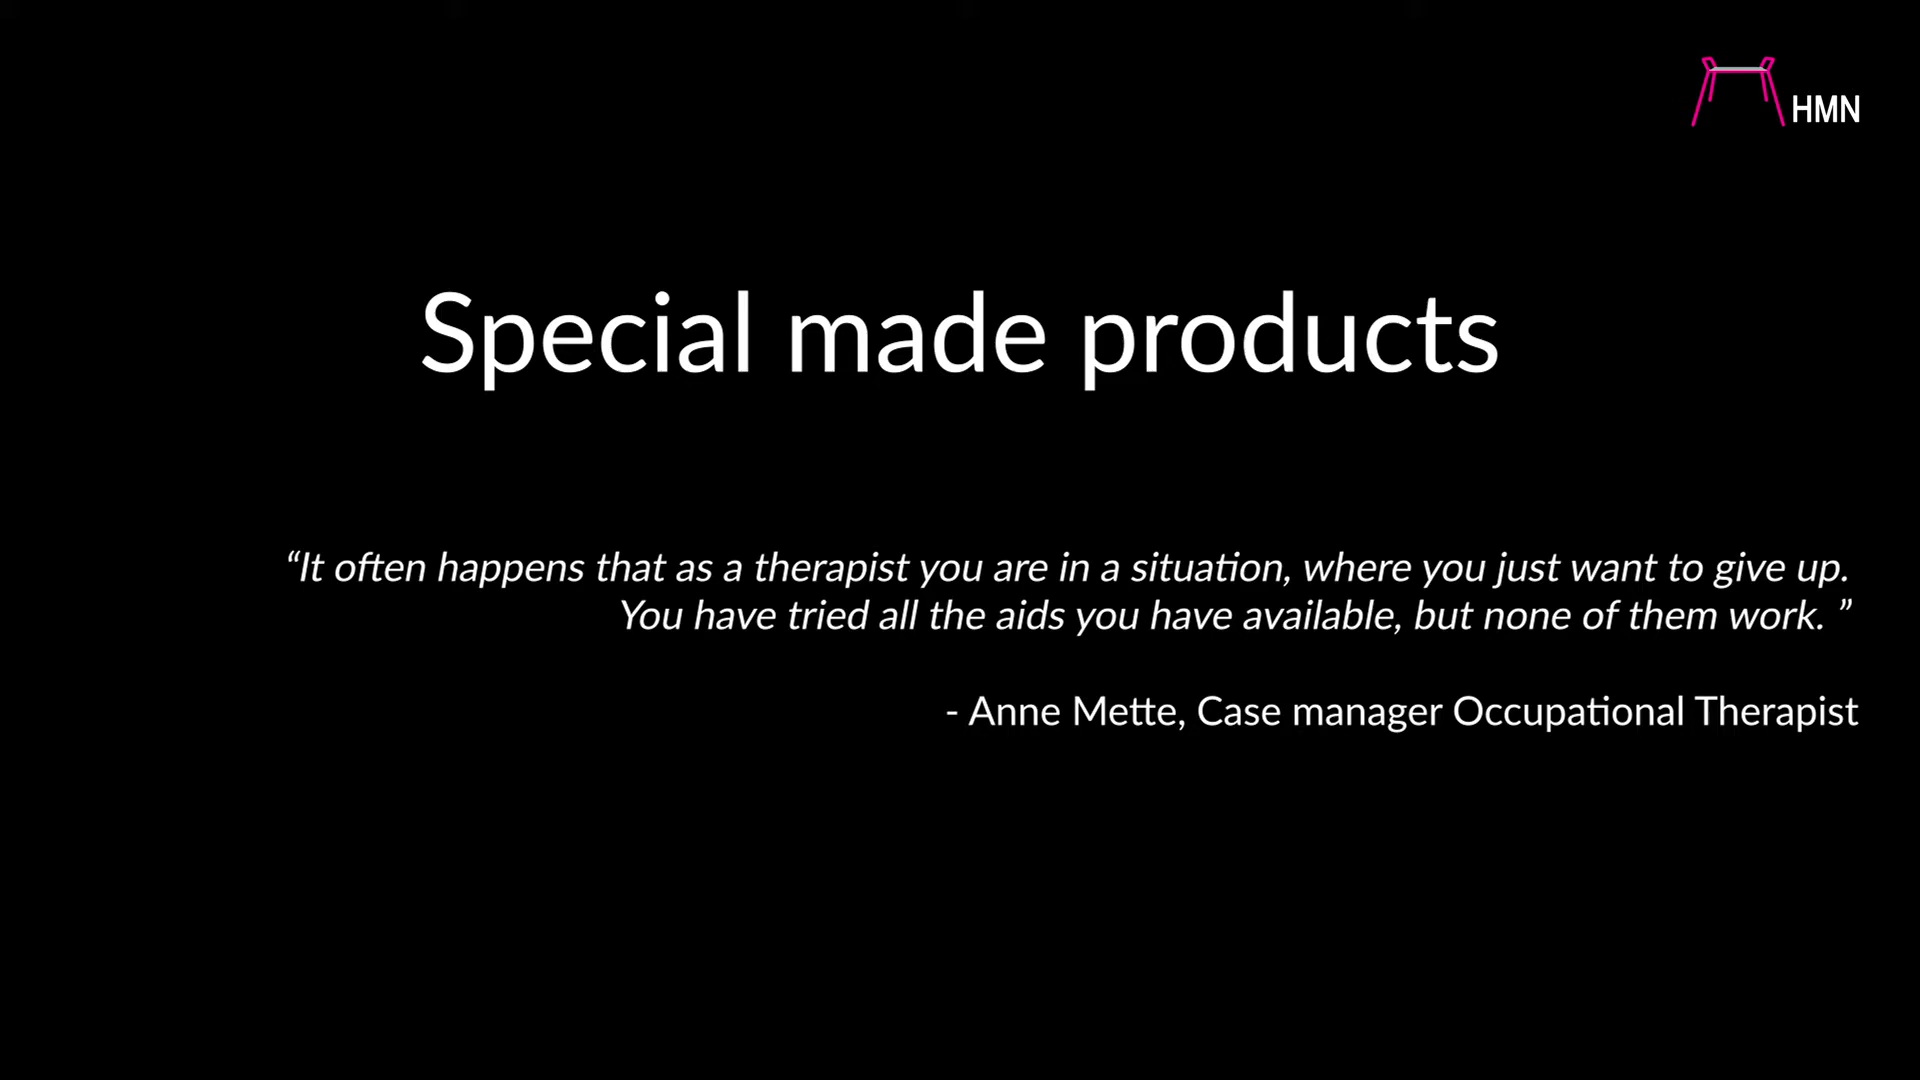 HMN
Special made products
“It often happens that as a therapist you are in a situation, where you just want to give up.
You have tried all the aids you have available, but none of them work. ”
- Anne Mette, Case manager Occupational Therapist